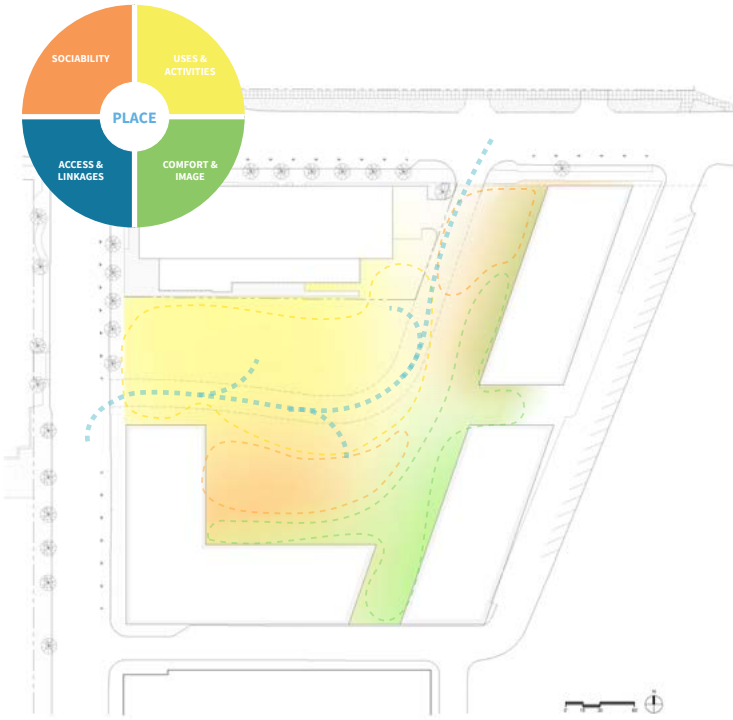 SOCIABILITY
USES &
ACTIVITIES
PLACE
ACCESS &
LINKAGES
COMFORT &
IMAGE